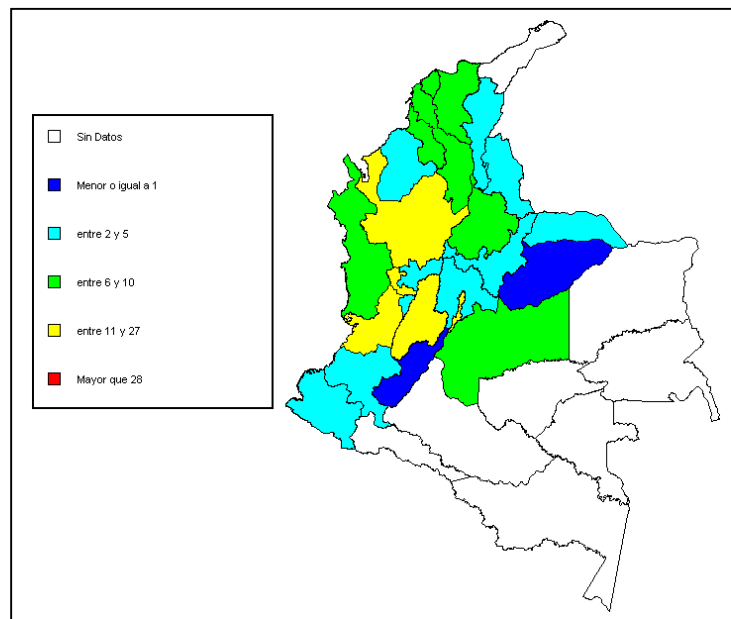 Sin Datos
Menor o igual a 1
entre 2 y 5
entre 6 y 10
entre 11 y 27
Mayor que 28